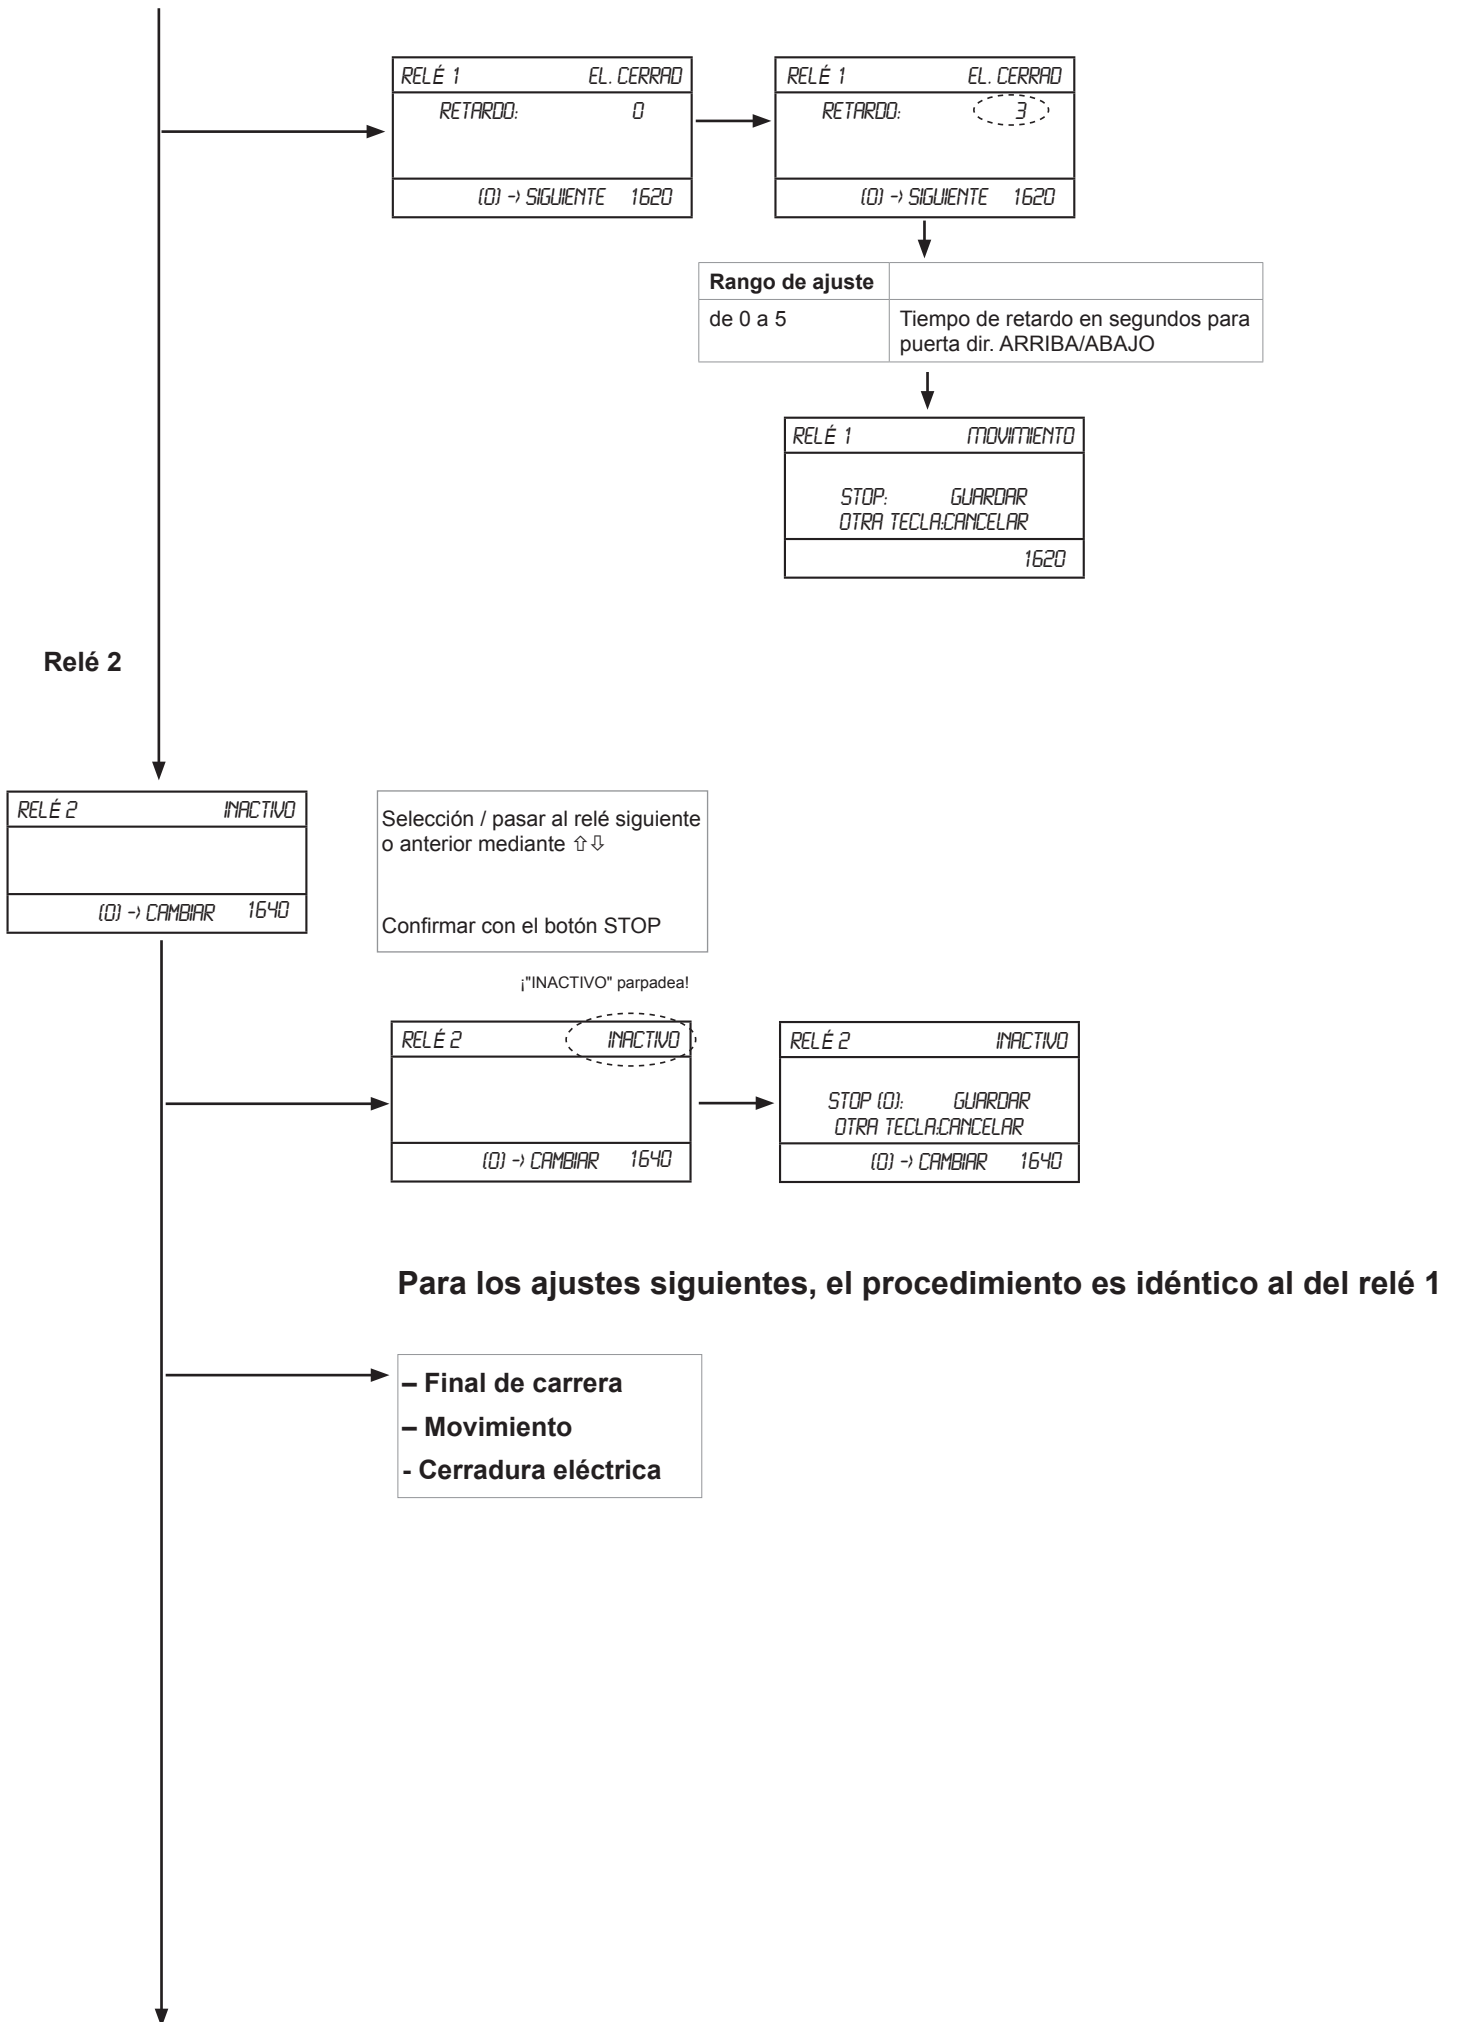 RELÉ 1 EL. CERRAD
RETARDO: 0
(0) -> SIGUIENTE 1620
RELÉ 1 EL. CERRAD
RETARDO: 3
(0) -> SIGUIENTE 1620
Rango de ajuste
de 0 a 5 Tiempo de retardo en segundos para
puerta dir. ARRIBA/ABAJO
RELÉ 1 MOVIMIENTO
STOP: GUARDAR
OTRA TECLA:CANCELAR
1620
Relé 2
RELÉ 2 INACTIVO
(0) -> CAMBIAR 1640
Selección / pasar al relé siguiente
o anterior mediante ⇧⇩
Confirmar con el botón STOP
¡"INACTIVO" parpadea!
RELÉ 2 INACTIVO
(0) -> CAMBIAR 1640
RELÉ 2 INACTIVO
STOP (0): GUARDAR
OTRA TECLA:CANCELAR
(0) -> CAMBIAR 1640
Para los ajustes siguientes, el procedimiento es idéntico al del relé 1
– Final de carrera
– Movimiento
- Cerradura eléctrica